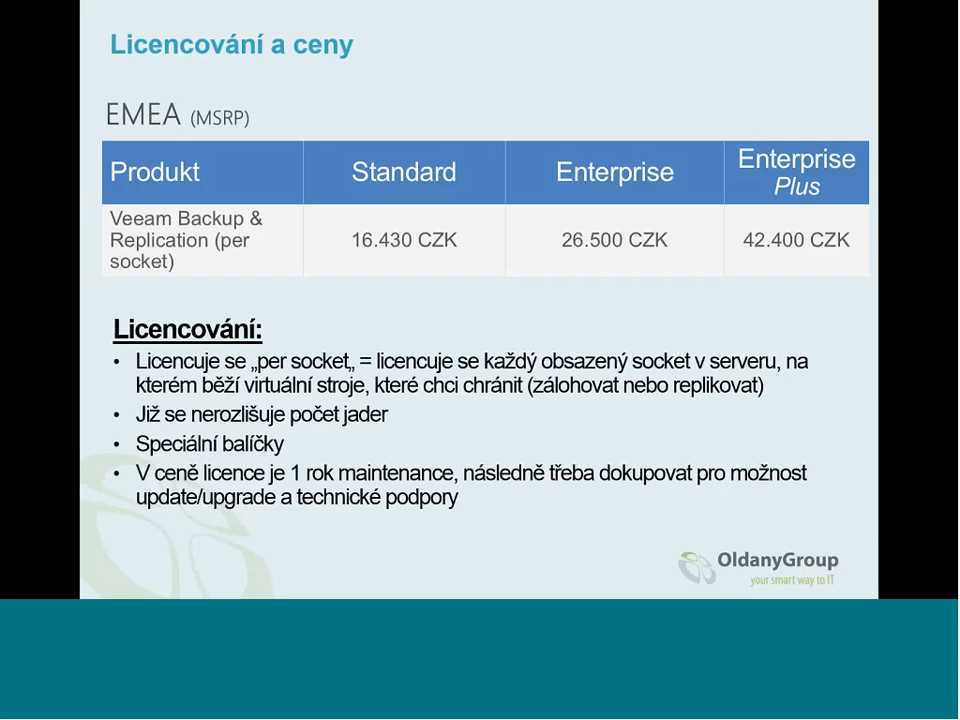 Licencování a ceny
EMEA (MSRP)
Produkt Standard Enterprise Enterprise Plus
Veeam Backup & Replication (per socket) 16.430 CZK 26.500 CZK 42.400 CZK
Licencování:
• Licencuje se „per socket„ = licencuje se každý obsazený socket v serveru, na
kterém běží virtuální stroje, které chci chránit (zálohovat nebo replikovat)
• Již se nerozlišuje počet jader
• Speciální balíčky
• V ceně licence je 1 rok maintenance, následně třeba dokupovat pro možnost
update/upgrade a technické podpory
OldanyGroup
your smart way to IT